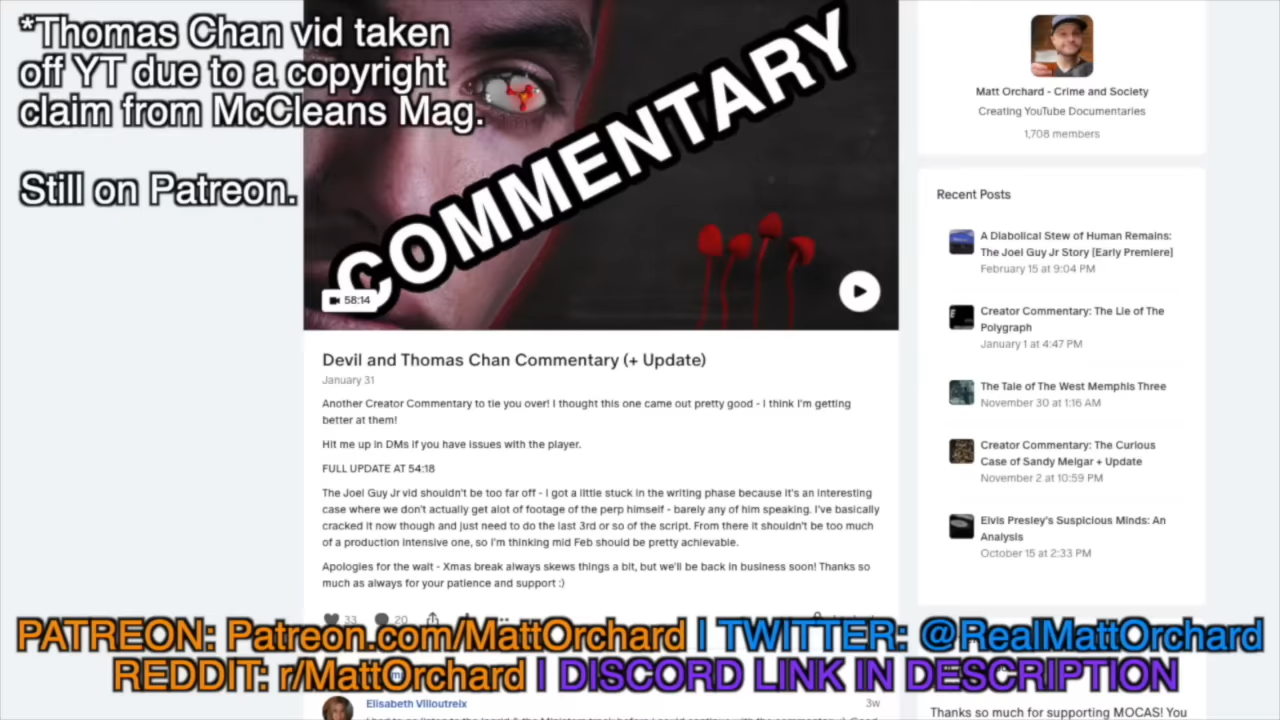 *Thomas Chan vid taken
off YT due to a copyright
claim from McCleans Mag.
Still on Patreon.
COMMENTARY
58:14
Devil and Thomas Chan Commentary (+ Update)
January 31
Another Creator Commentary to tie you over! I thought this one came out pretty good - I think I'm getting
better at them!
Hit me up in DMs if you have issues with the player.
FULL UPDATE AT 54:18
The Joel Guy Jr vid shouldn't be too far off - I got a little stuck in the writing phase because it's an interesting
case where we don't actually get alot of footage of the perp himself - barely any of him speaking. I've basically
cracked it now though and just need to do the last 3rd or so of the script. From there it shouldn't be too much
of a production intensive one, so I'm thinking mid Feb should be pretty achievable.
Apologies for the wait - Xmas break always skews things a bit, but we'll be back in business soon! Thanks so
much as always for your patience and support :)
33
20
Matt Orchard - Crime and Society
Creating YouTube Documentaries
1,708 members
Recent Posts
A Diabolical Stew of Human Remains:
The Joel Guy Jr Story [Early Premiere]
February 15 at 9:04 PM
Creator Commentary: The Lie of The
Polygraph
January 1 at 4:47 PM
The Tale of The West Memphis Three
November 30 at 1:16 AM
Creator Commentary: The Curious
Case of Sandy Melgar + Update
November 2 at 10:59 PM
Elvis Presley's Suspicious Minds: An
Analysis
October 15 at 2:33 PM
PATREON: Patreon.com/MattOrchard | TWITTER: @RealMattOrchard
REDDIT: r/MattOrchard | DISCORD LINK IN DESCRIPTION
Elisabeth Villoutreix
3w
Thanks so much for supporting MOCAS! You